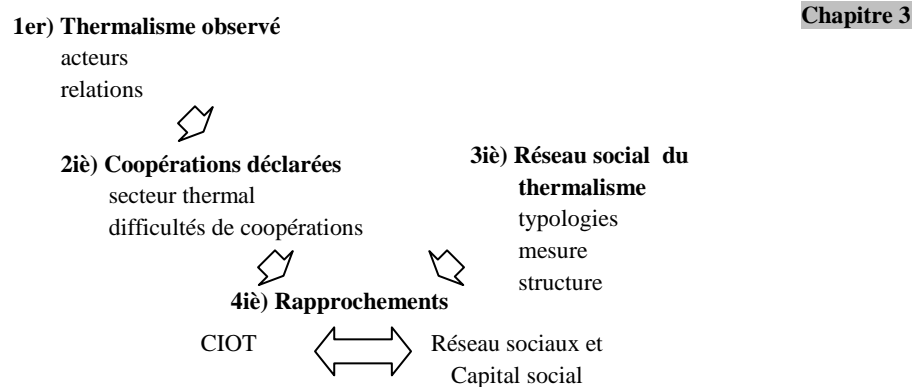 Chapitre 3
1er) Thermalisme observé
acteurs
relations
2iè) Coopérations déclarées
secteur thermal
difficultés de coopérations
3iè) Réseau social du
thermalisme
typologies
mesure
structure
4iè) Rapprochements
CIOT
Réseau sociaux et
Capital social